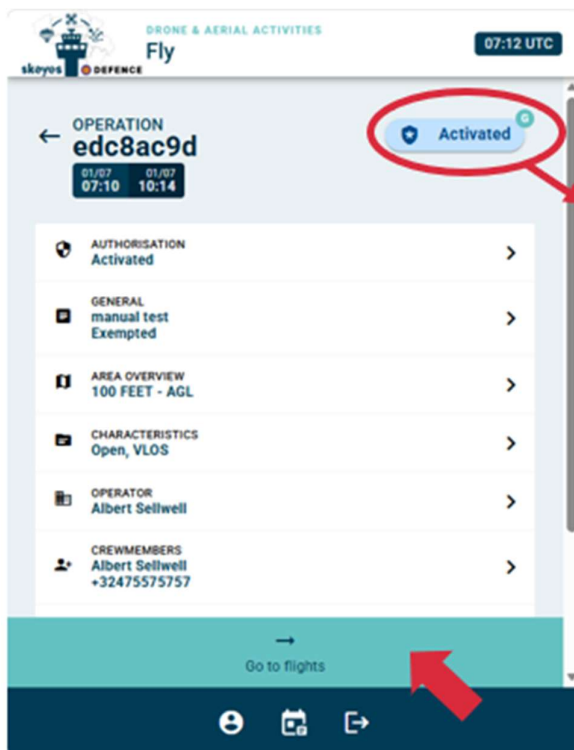 DRONE & AERIAL ACTIVITIES
Fly
07:12 UTC
skeyes DEFENCE
OPERATION
edc8ac9d
G
Activated
01/07 01/07
07:10 10:14
AUTHORISATION
Activated
GENERAL
manual test
Exempted
AREA OVERVIEW
100 FEET - AGL
CHARACTERISTICS
Open, VLOS
OPERATOR
Albert Sellwell
CREWMEMBERS
Albert Sellwell
+32475575757
Go to flights